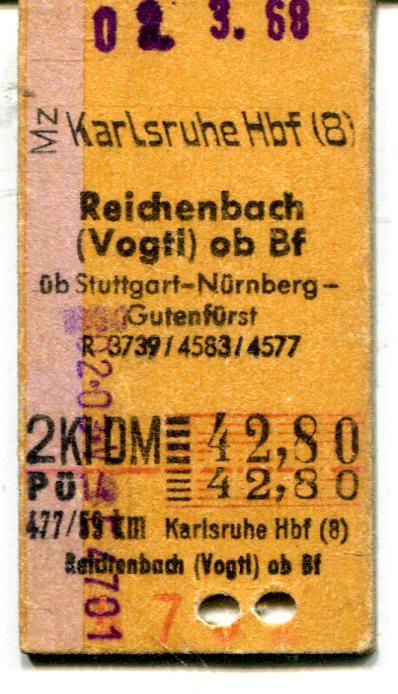 02. 3. 68
Mz
Karlsruhe Hbf (8)
Reichenbach
(Vogtl) ob Bf
üb Stuttgart-Nürnberg-
Gutenfürst
R 3739/4583/4577
2Kl DM 42,80
PÜ 42,80
477/59 km Karlsruhe Hbf (8)
Reichenbach (Vogtl) ob Bf
4701